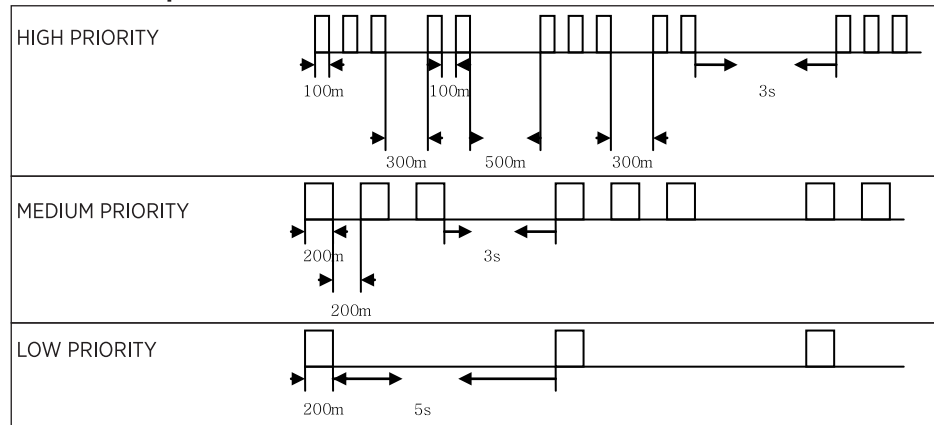 HIGH PRIORITY
100m 100m 3s
300m 500m 300m
MEDIUM PRIORITY
200m 3s
200m
LOW PRIORITY
200m 5s